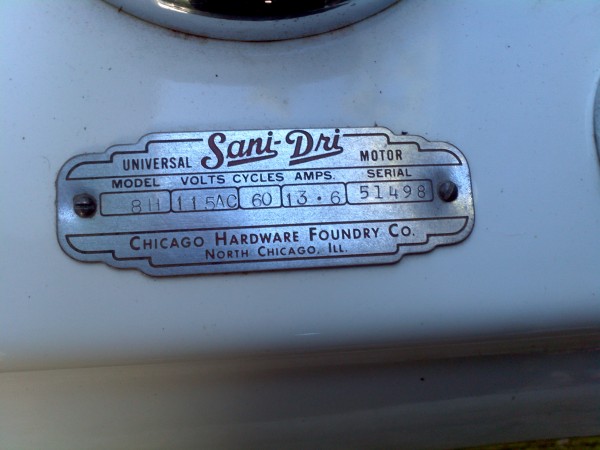 UNIVERSAL Sani-Dri MOTOR
MODEL VOLTS CYCLES AMPS. SERIAL
8H 115AC 60 13.6 51498
CHICAGO HARDWARE FOUNDRY CO.
NORTH CHICAGO, ILL.